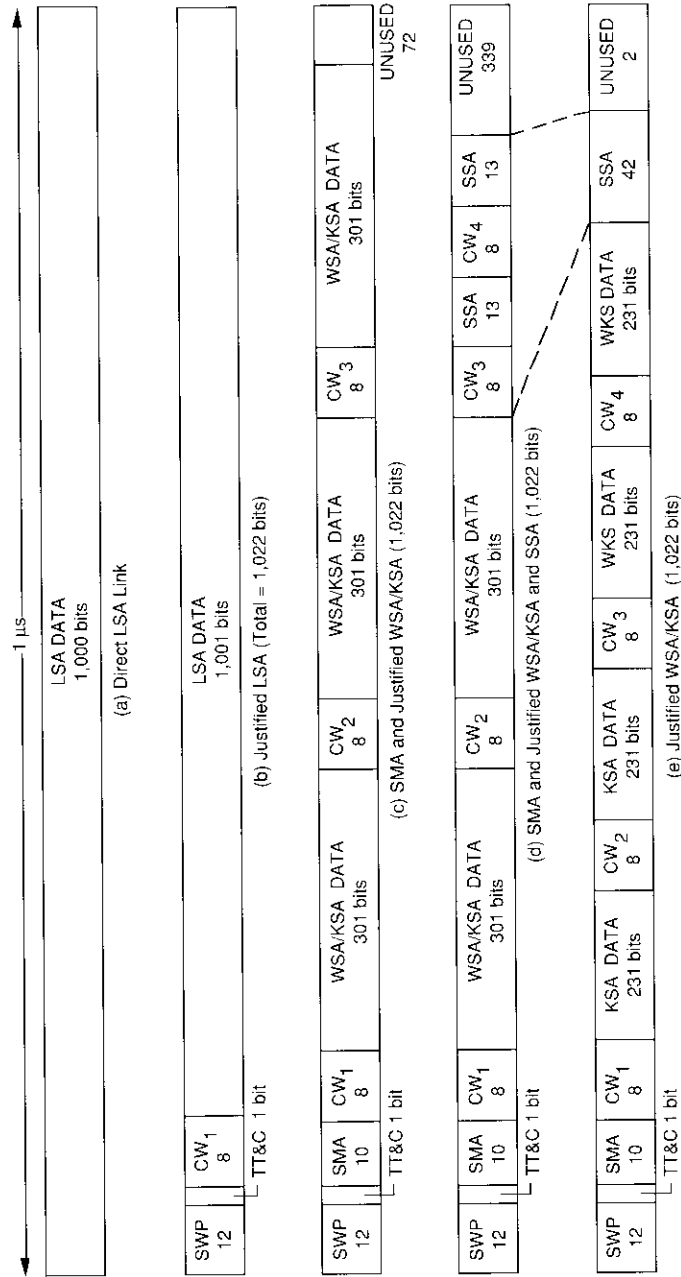 1 μs
LSA DATA
1,000 bits
(a) Direct LSA Link
SWP
12
CW1
8
LSA DATA
1,001 bits
TT&C 1 bit
(b) Justified LSA (Total = 1,022 bits)
SWP
12
SMA
10
CW1
8
WSA/KSA DATA
301 bits
CW2
8
WSA/KSA DATA
301 bits
CW3
8
WSA/KSA DATA
301 bits
UNUSED
72
TT&C 1 bit
(c) SMA and Justified WSA/KSA (1,022 bits)
SWP
12
SMA
10
CW1
8
WSA/KSA DATA
301 bits
CW2
8
WSA/KSA DATA
301 bits
CW3
8
SSA
13
CW4
8
SSA
13
UNUSED
339
TT&C 1 bit
(d) SMA and Justified WSA/KSA and SSA (1,022 bits)
SWP
12
SMA
10
CW1
8
KSA DATA
231 bits
CW2
8
KSA DATA
231 bits
CW3
8
WKS DATA
231 bits
CW4
8
WKS DATA
231 bits
SSA
42
UNUSED
2
TT&C 1 bit
(e) Justified WSA/KSA (1,022 bits)